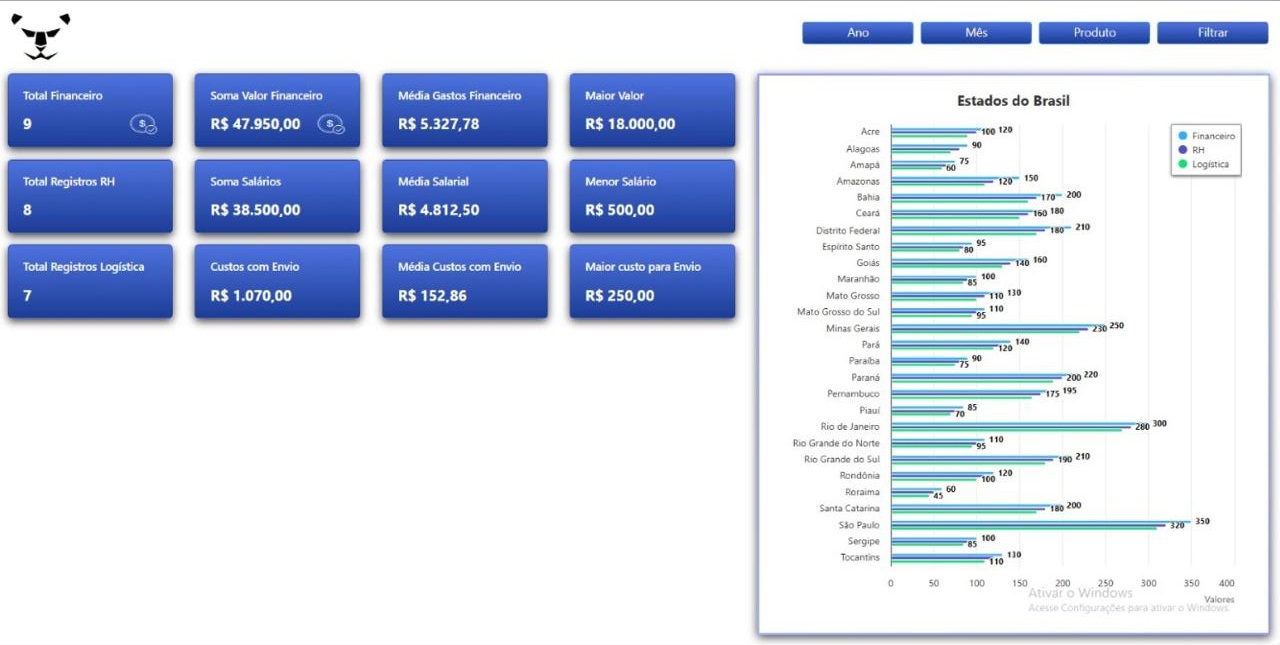 Ano
Mês
Produto
Filtrar
Total Financeiro
9
Soma Valor Financeiro
R$ 47.950,00
Média Gastos Financeiro
R$ 5.327,78
Maior Valor
R$ 18.000,00
Total Registros RH
8
Soma Salários
R$ 38.500,00
Média Salarial
R$ 4.812,50
Menor Salário
R$ 500,00
Total Registros Logística
7
Custos com Envio
R$ 1.070,00
Média Custos com Envio
R$ 152,86
Maior custo para Envio
R$ 250,00
Estados do Brasil
Financeiro
RH
Logística
Acre 100 120
Alagoas 90
Amapá 75 60
Amazonas 150 120
Bahia 170 200
Ceará 160 180
Distrito Federal 180 210
Espírito Santo 95 80
Goiás 140 160
Maranhão 100 85
Mato Grosso 110 130
Mato Grosso do Sul 110 95
Minas Gerais 230 250
Pará 140 120
Paraíba 90 75
Paraná 200 220
Pernambuco 175 195
Piauí 85 70
Rio de Janeiro 280 300
Rio Grande do Norte 110 95
Rio Grande do Sul 190 210
Rondônia 120 100
Roraima 60 45
Santa Catarina 180 200
São Paulo 320 350
Sergipe 100 85
Tocantins 130 110
0 50 100 150 200 250 300 350 400
Valores
Ativar o Windows
Acesse Configurações para ativar o Windows.